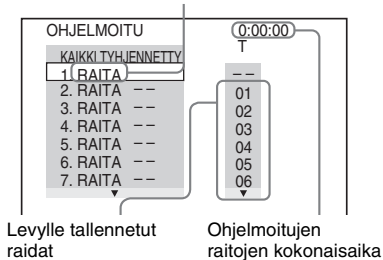 OHJELMOITU 0:00:00
T
KAIKKI TYHJENNETTY
1. RAITA – –
2. RAITA – – 01
3. RAITA – – 02
4. RAITA – – 03
5. RAITA – – 04
6. RAITA – – 05
7. RAITA – – 06
Levylle tallennetut raidat
Ohjelmoitujen raitojen kokonaisaika